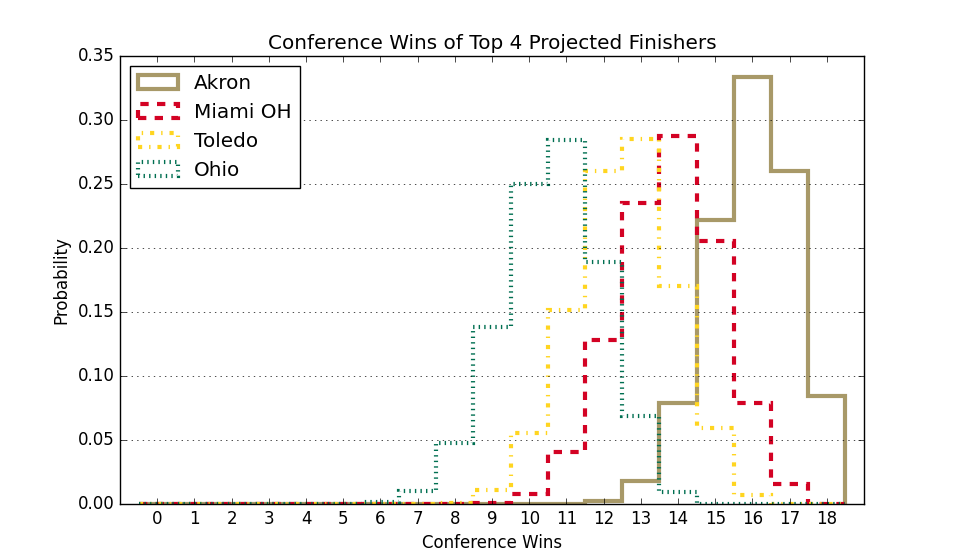 Conference Wins of Top 4 Projected Finishers
Akron
Miami OH
Toledo
Ohio
Probability
0.35
0.30
0.25
0.20
0.15
0.10
0.05
0.00
0 1 2 3 4 5 6 7 8 9 10 11 12 13 14 15 16 17 18
Conference Wins